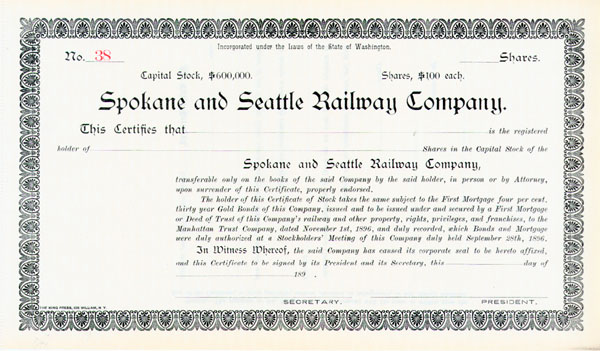 Incorporated under the Laws of the State of Washington.
No. 38 Shares.
Capital Stock, $600,000. Shares, $100 each.
Spokane and Seattle Railway Company.
This Certifies that is the registered
holder of Shares in the Capital Stock of the
Spokane and Seattle Railway Company,
transferable only on the books of the said Company by the said holder, in person or by Attorney,
upon surrender of this Certificate, properly endorsed.
The holder of this Certificate of Stock takes the same subject to the First Mortgage four per cent.
thirty year Gold Bonds of this Company, issued and to be issued under and secured by a First Mortgage
or Deed of Trust of this Company's railway and other property, rights, privileges, and franchises, to the
Manhattan Trust Company, dated November 1st, 1896, and duly recorded, which Bonds and Mortgage
were duly authorized at a Stockholders' Meeting of this Company duly held September 28th, 1896.
In Witness Whereof, the said Company has caused its corporate seal to be hereto affixed,
and this Certificate to be signed by its President and its Secretary, this day of
189 .
SECRETARY. PRESIDENT.